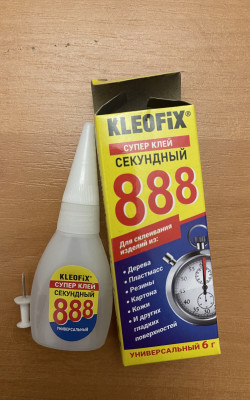 KLEOFiX®
СУПЕР КЛЕЙ
СЕКУНДНЫЙ
888
Для склеивания
изделий из:
Дерева
Пластмасс
Резины
Картона
Кожи
И других
гладких
поверхностей
УНИВЕРСАЛЬНЫЙ 6 г
KLEOFiX®
СУПЕР КЛЕЙ
СЕКУНДНЫЙ
888
УНИВЕРСАЛЬНЫЙ